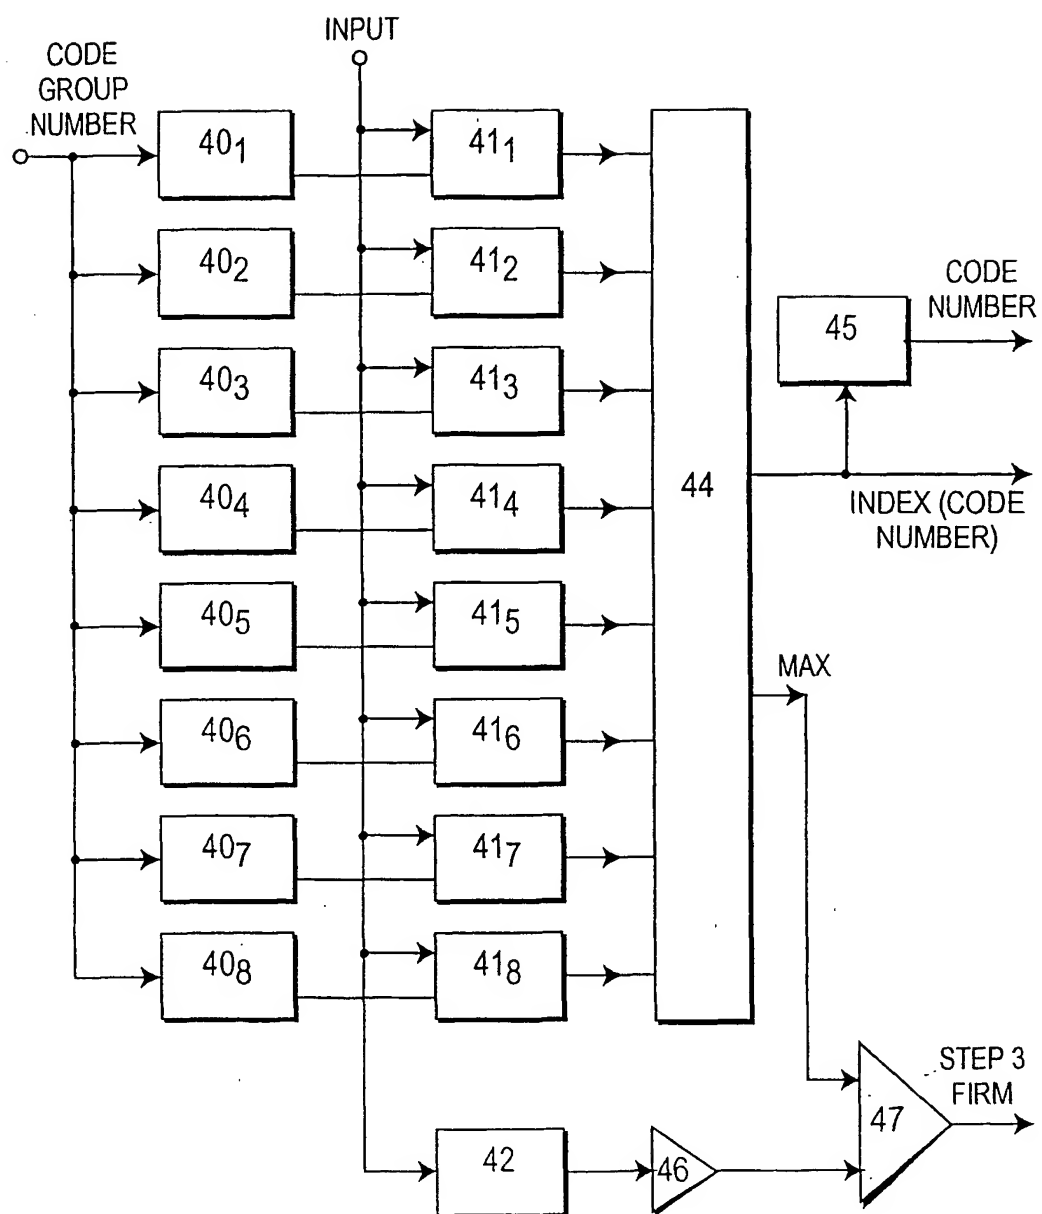 INPUT
CODE
GROUP
NUMBER
40₁
41₁
40₂
41₂
40₃
41₃
40₄
41₄
40₅
41₅
40₆
41₆
40₇
41₇
40₈
41₈
44
45
CODE
NUMBER
INDEX (CODE
NUMBER)
MAX
42
46
47
STEP 3
FIRM